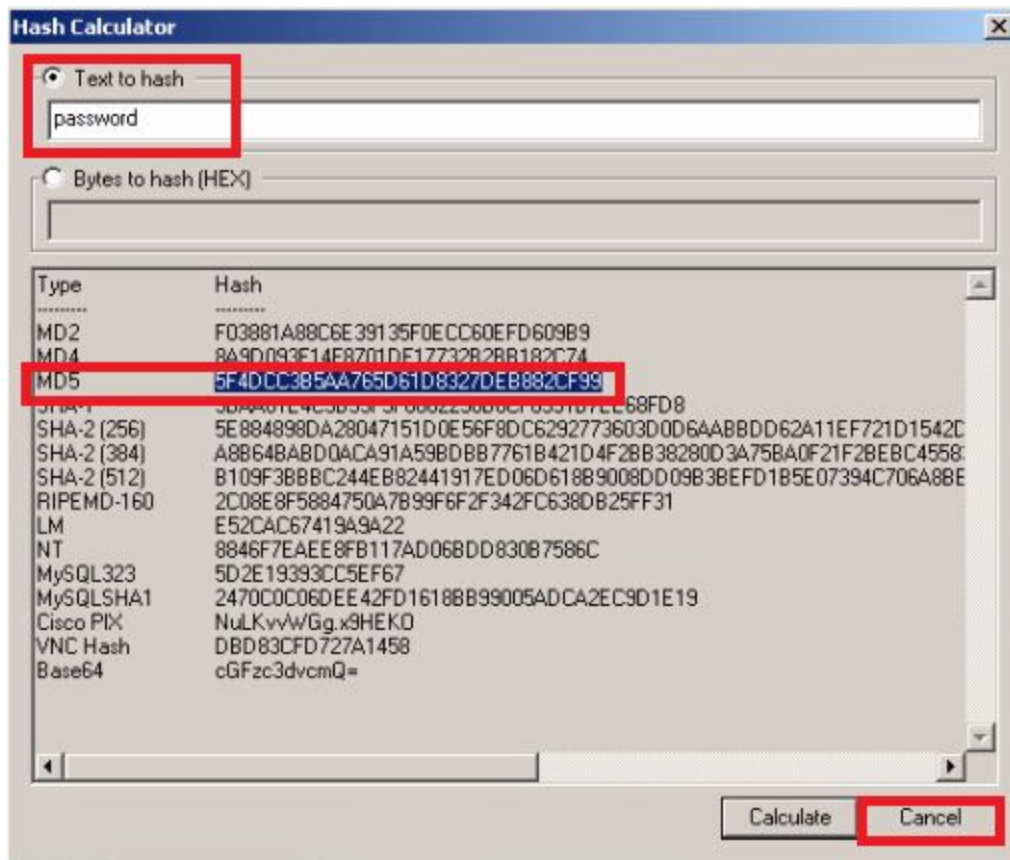 Hash Calculator
Text to hash
password
Bytes to hash (HEX)
Type Hash
--------- ---------
MD2 F03881A88C6E39135F0ECC60EFD609B9
MD4 8A9D093F14F8701DF17732B2BB182C74
MD5 5F4DCC3B5AA765D61D8327DEB882CF99
SHA-1
SHA-2 (256) 5E884898DA28047151D0E56F8DC6292773603D0D6AABBDD62A11EF721D1542D
SHA-2 (384) A8B64BABD0ACA91A59BDBB7761B421D4F2BB38280D3A75BA0F21F2BEBC4558
SHA-2 (512) B109F3BBBC244EB82441917ED06D618B9008DD09B3BEFD1B5E07394C706A8BE
RIPEMD-160 2C08E8F5884750A7B99F6F2F342FC638DB25FF31
LM E52CAC67419A9A22
NT 8846F7EAEE8FB117AD06BDD830B7586C
MySQL323 5D2E19393CC5EF67
MySQLSHA1 2470C0C06DEE42FD1618BB99005ADCA2EC9D1E19
Cisco PIX NuLKvvWGg.x9HEKO
VNC Hash DBD83CFD727A1458
Base64 cGFzc3dvcmQ=
Calculate Cancel